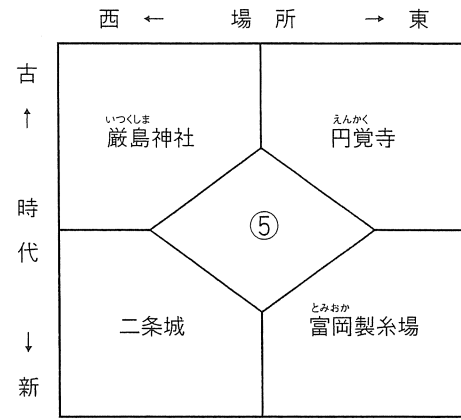 西 ← 場所 → 東
古 ↑ 時代 ↓ 新
いつくしま
厳島神社
えんかく
円覚寺
⑤
二条城
とみおか
富岡製糸場